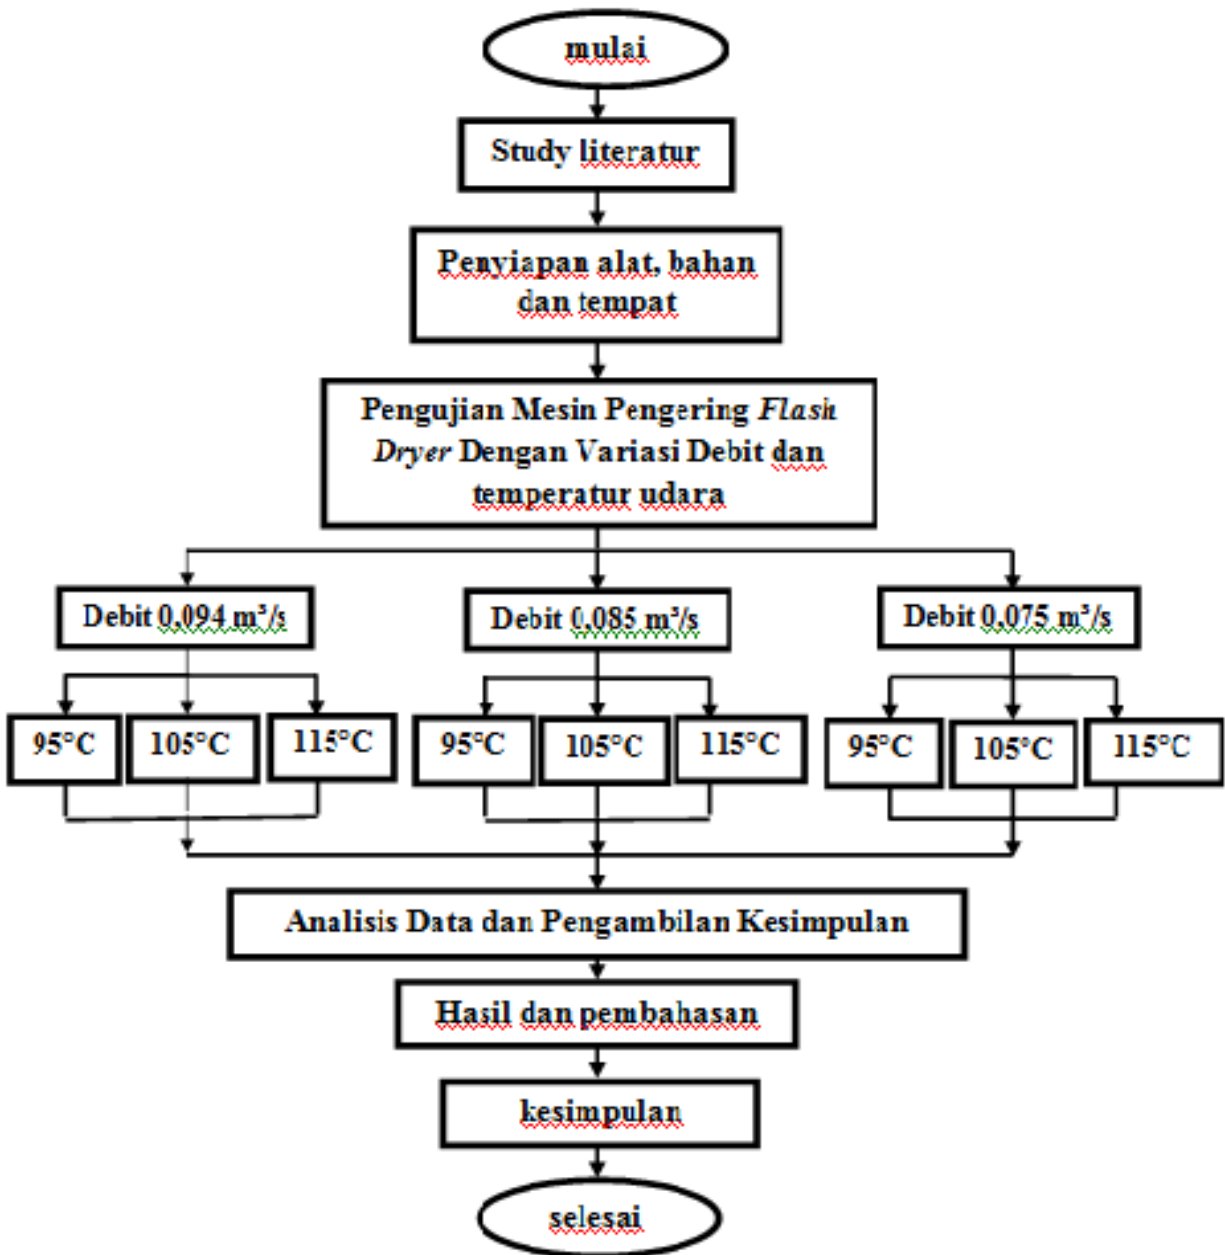 mulai
Study literatur
Penyiapan alat, bahan
dan tempat
Pengujian Mesin Pengering Flash
Dryer Dengan Variasi Debit dan
temperatur udara
Debit 0,094 m³/s
Debit 0,085 m³/s
Debit 0,075 m³/s
95°C
105°C
115°C
95°C
105°C
115°C
95°C
105°C
115°C
Analisis Data dan Pengambilan Kesimpulan
Hasil dan pembahasan
kesimpulan
selesai